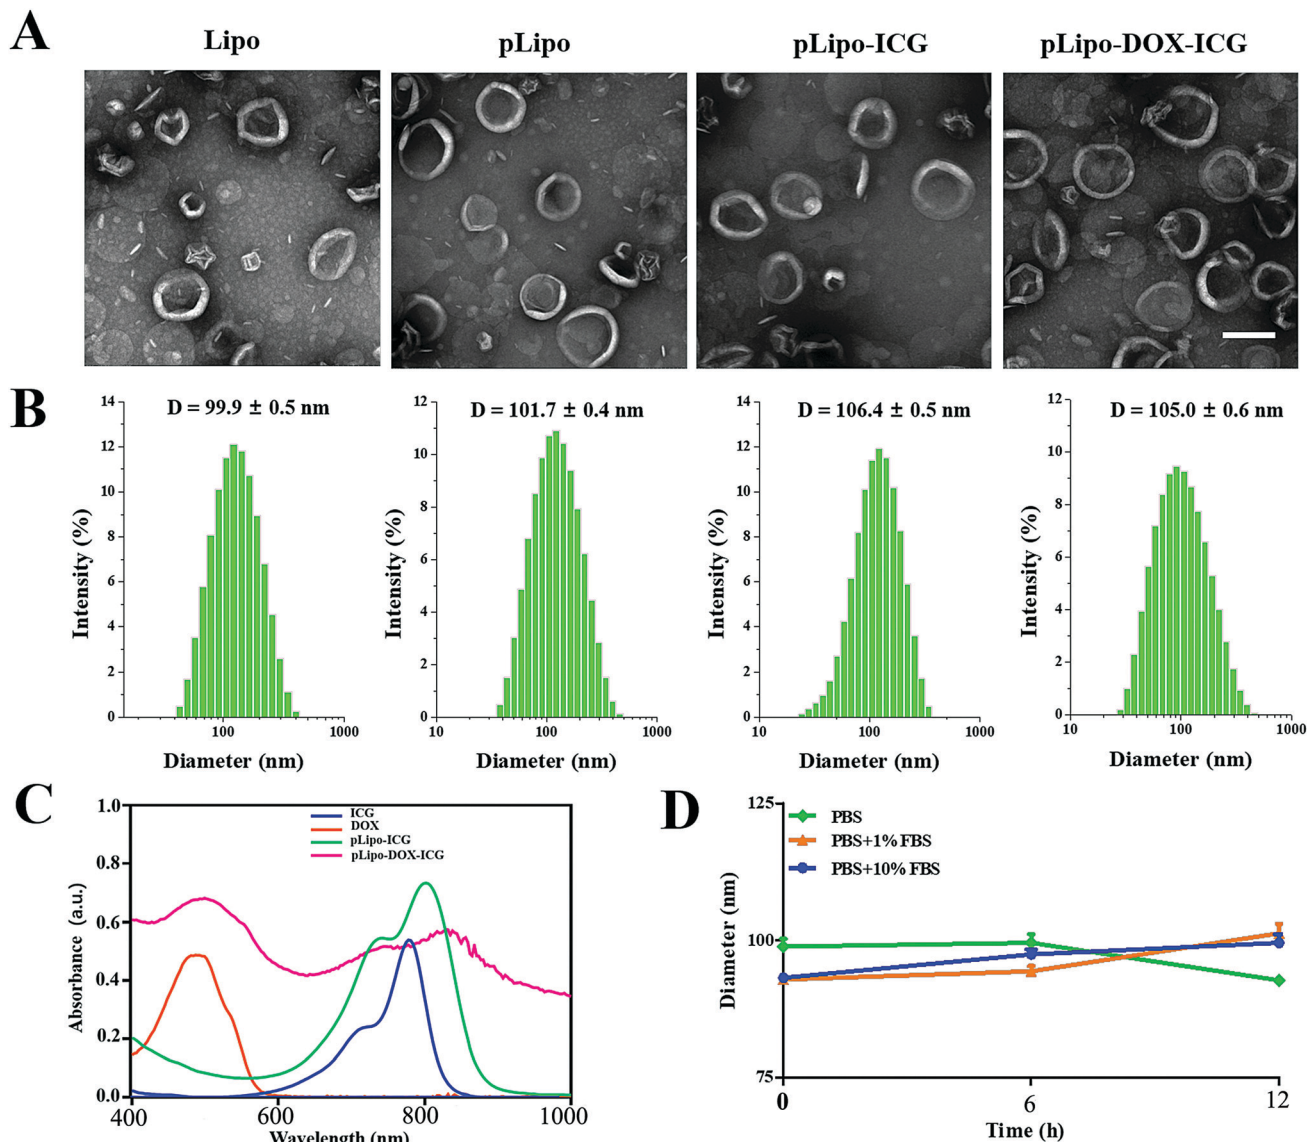 A
Lipo
pLipo
pLipo-ICG
pLipo-DOX-ICG
B
D = 99.9 ± 0.5 nm
14
12
10
8
6
4
2
0
Intensity (%)
100
1000
Diameter (nm)
D = 101.7 ± 0.4 nm
12
10
8
6
4
2
0
Intensity (%)
10
100
1000
Diameter (nm)
D = 106.4 ± 0.5 nm
14
12
10
8
6
4
2
0
Intensity (%)
10
100
1000
Diameter (nm)
D = 105.0 ± 0.6 nm
12
10
8
6
4
2
0
Intensity (%)
10
100
1000
Diameter (nm)
C
1.0
0.8
0.6
0.4
0.2
0.0
Absorbance (a.u.)
ICG
DOX
pLipo-ICG
pLipo-DOX-ICG
400
600
800
1000
Wavelength (nm)
D
125
100
75
Diameter (nm)
PBS
PBS+1% FBS
PBS+10% FBS
0
6
12
Time (h)